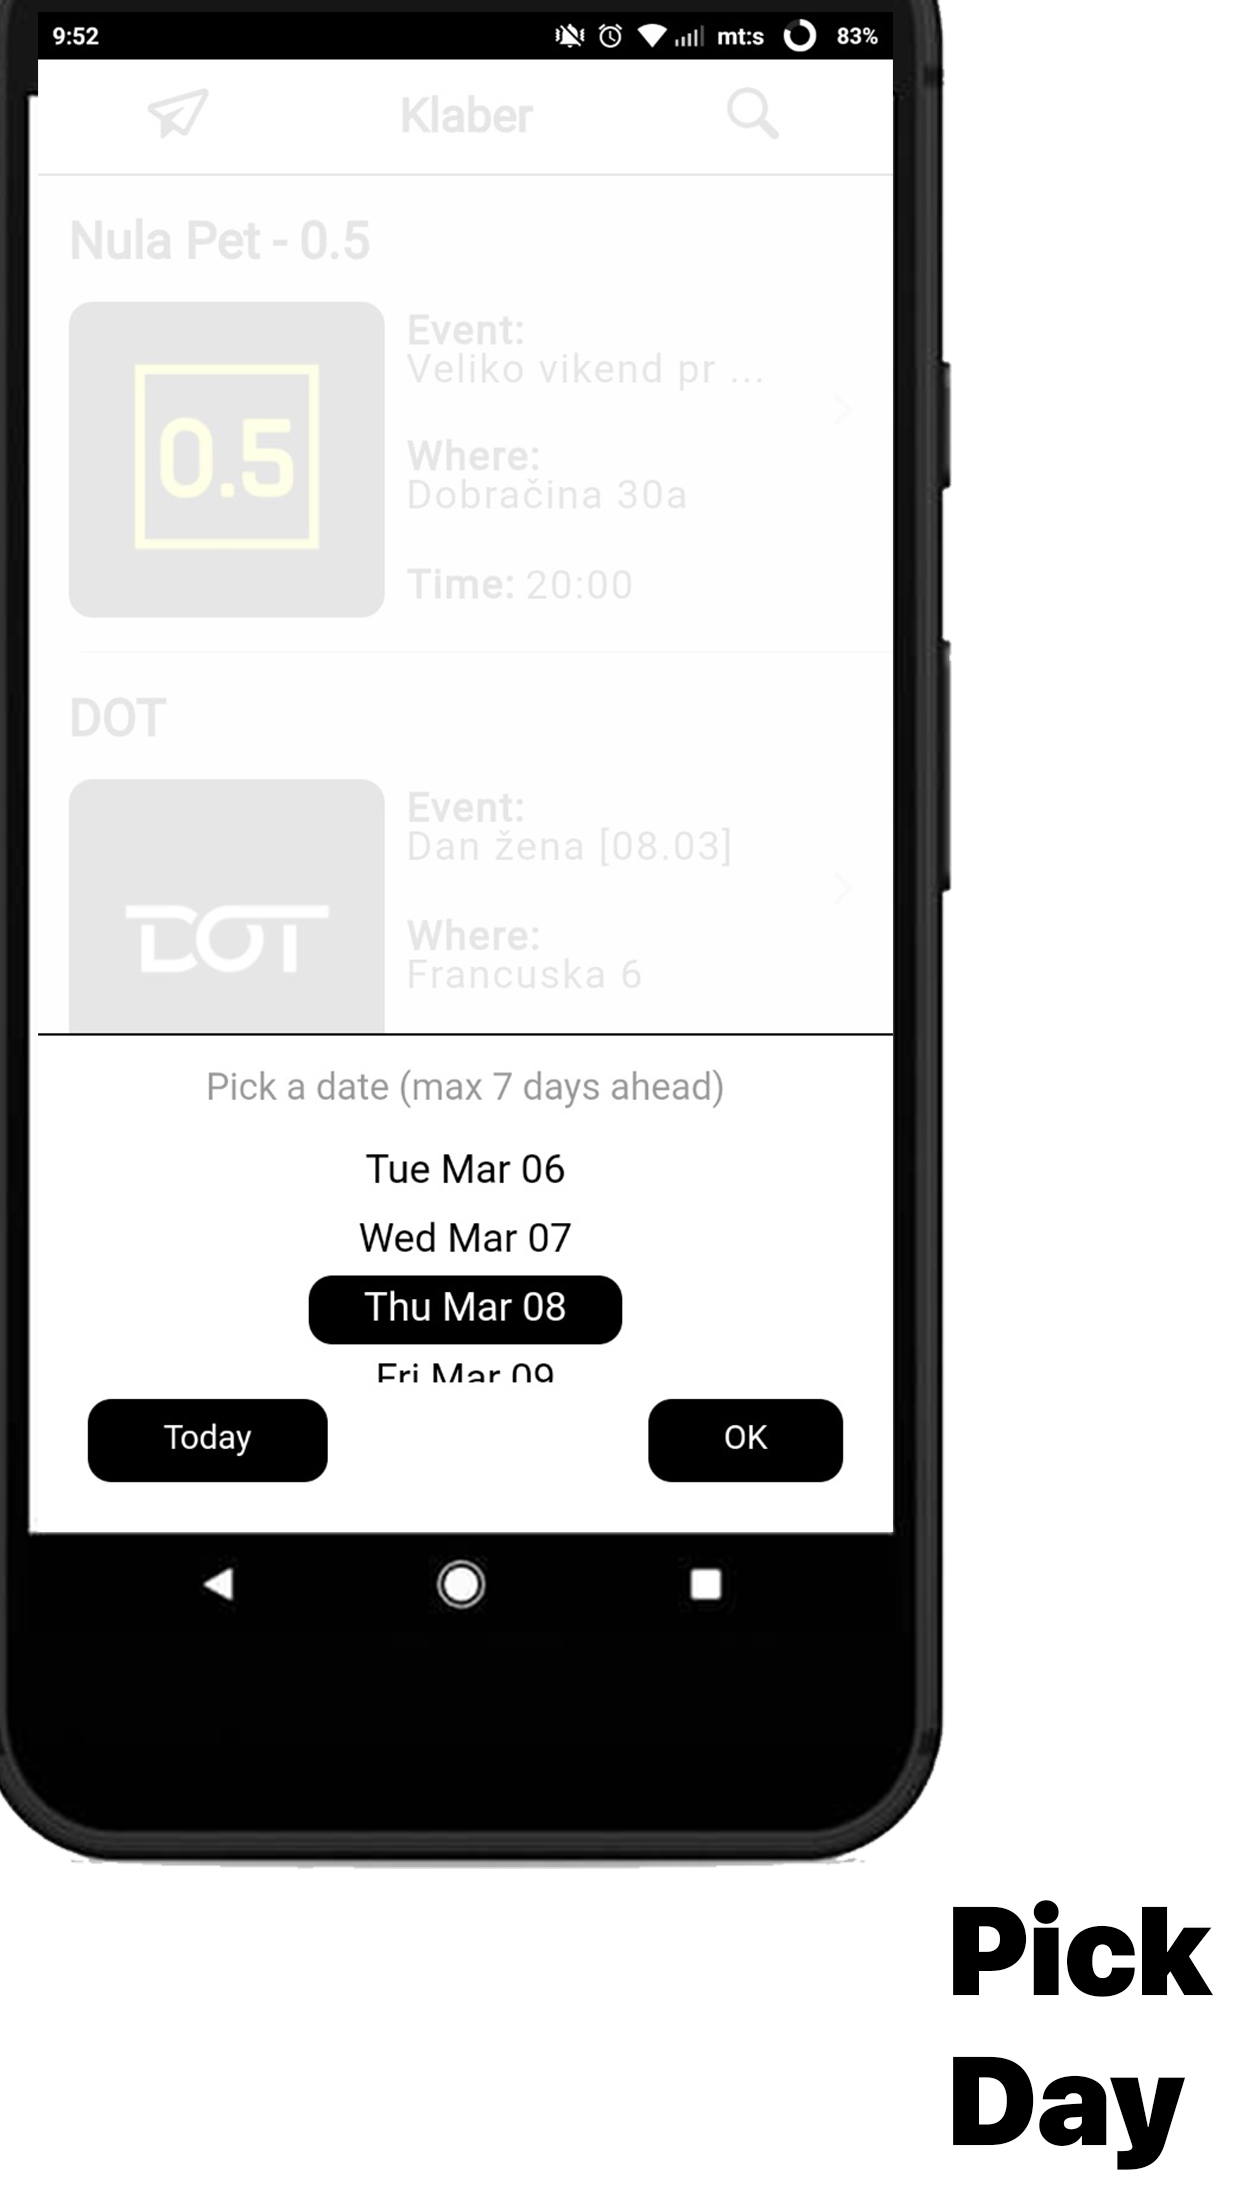 9:52
mt:s 83%
Klaber
Nula Pet - 0.5
0.5
Event:
Veliko vikend pr ...
Where:
Dobračina 30a
Time: 20:00
DOT
DOT
Event:
Dan žena [08.03]
Where:
Francuska 6
Pick a date (max 7 days ahead)
Tue Mar 06
Wed Mar 07
Thu Mar 08
Fri Mar 09
Today
OK
Pick
Day